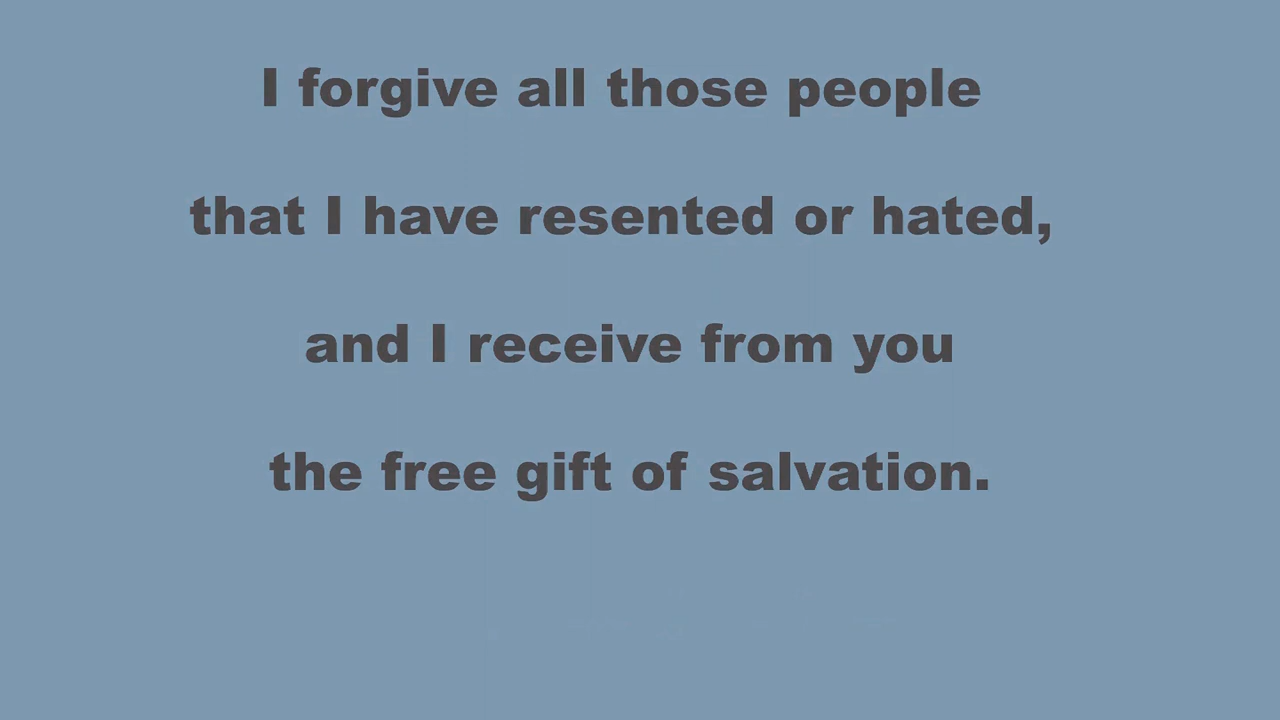 I forgive all those people
that I have resented or hated,
and I receive from you
the free gift of salvation.